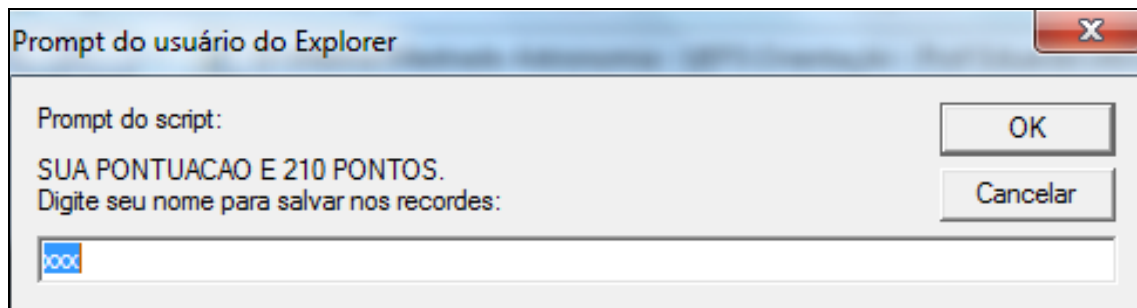 Prompt do usuário do Explorer
Prompt do script:
OK
SUA PONTUACAO E 210 PONTOS.
Digite seu nome para salvar nos recordes:
Cancelar
xxx